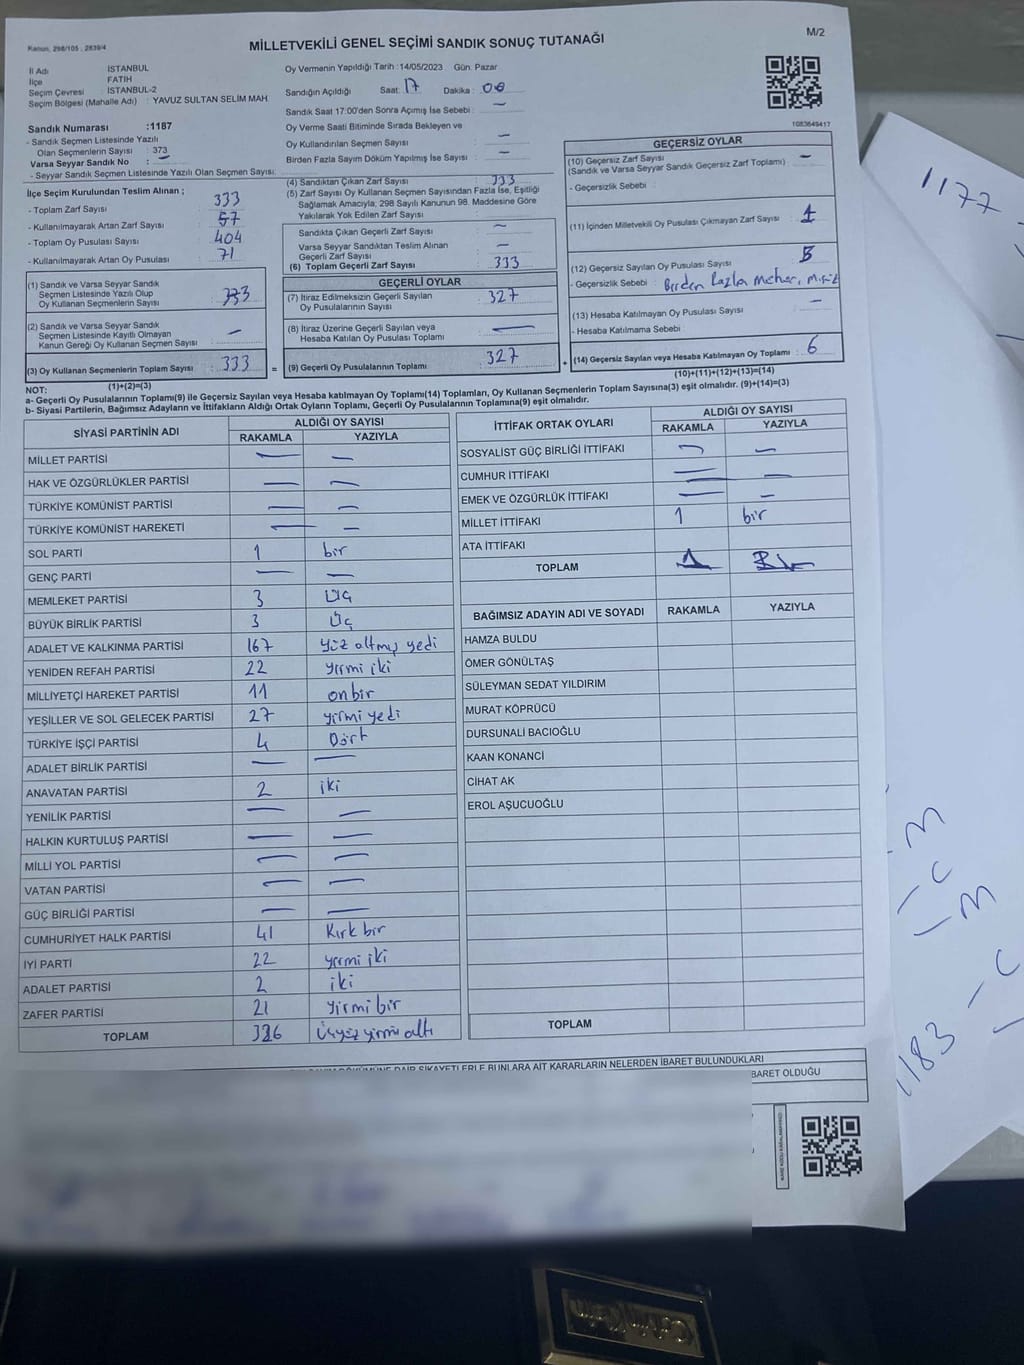 Kanun, 298/105, 2839/4
MİLLETVEKİLİ GENEL SEÇİMİ SANDIK SONUÇ TUTANAĞI
M/2
İl Adı İSTANBUL
İlçe FATİH
Seçim Çevresi : İSTANBUL-2
Seçim Bölgesi (Mahalle Adı) : YAVUZ SULTAN SELİM MAH
Oy Vermenin Yapıldığı Tarih : 14/05/2023 Gün: Pazar
Sandığın Açıldığı Saat: 17 Dakika : 00
Sandık Saat 17:00'den Sonra Açımış İse Sebebi : —
Oy Verme Saati Bitiminde Sırada Bekleyen ve
Oy Kullandırılan Seçmen Sayısı : —
Birden Fazla Sayım Döküm Yapılmış İse Sayısı : —
1083649417
Sandık Numarası :1187
- Sandık Seçmen Listesinde Yazılı
Olan Seçmenlerin Sayısı : 373
Varsa Seyyar Sandık No : —
- Seyyar Sandık Seçmen Listesinde Yazılı Olan Seçmen Sayısı:
İlçe Seçim Kurulundan Teslim Alınan ;
- Toplam Zarf Sayısı : 333
- Kullanılmayarak Artan Zarf Sayısı : 57
- Toplam Oy Pusulası Sayısı : 404
- Kullanılmayarak Artan Oy Pusulası : 71
(1) Sandık ve Varsa Seyyar Sandık
Seçmen Listesinde Yazılı Olup
Oy Kullanan Seçmenlerin Sayısı : 333
(2) Sandık ve Varsa Seyyar Sandık
Seçmen Listesinde Kayıtlı Olmayan
Kanun Gereği Oy Kullanan Seçmen Sayısı : —
(3) Oy Kullanan Seçmenlerin Toplam Sayısı : 333
(1)+(2)=(3)
(4) Sandıktan Çıkan Zarf Sayısı : 333
(5) Zarf Sayısı Oy Kullanan Seçmen Sayısından Fazla İse, Eşitliği
Sağlamak Amacıyla, 298 Sayılı Kanunun 98. Maddesine Göre
Yakılarak Yok Edilen Zarf Sayısı :
Sandıkta Çıkan Geçerli Zarf Sayısı : —
Varsa Seyyar Sandıktan Teslim Alınan
Geçerli Zarf Sayısı : —
(6) Toplam Geçerli Zarf Sayısı : 333
GEÇERLİ OYLAR
(7) İtiraz Edilmeksizin Geçerli Sayılan
Oy Pusulalarının Sayısı : 327
(8) İtiraz Üzerine Geçerli Sayılan veya
Hesaba Katılan Oy Pusulası Toplamı : —
= (9) Geçerli Oy Pusulalarının Toplamı : 327
GEÇERSİZ OYLAR
(10) Geçersiz Zarf Sayısı : —
(Sandık ve Varsa Seyyar Sandık Geçersiz Zarf Toplamı)
- Geçersizlik Sebebi :
(11) İçinden Milletvekili Oy Pusulası Çıkmayan Zarf Sayısı : 1
(12) Geçersiz Sayılan Oy Pusulası Sayısı : 5
- Geçersizlik Sebebi : Birden fazla mühür,
(13) Hesaba Katılmayan Oy Pusulası Sayısı : —
- Hesaba Katılmama Sebebi :
+ (14) Geçersiz Sayılan veya Hesaba Katılmayan Oy Toplamı : 6
(10)+(11)+(12)+(13)=(14)
NOT:
a- Geçerli Oy Pusulalarının Toplamı(9) ile Geçersiz Sayılan veya Hesaba katılmayan Oy Toplamı(14) Toplamları, Oy Kullanan Seçmenlerin Toplam Sayısına(3) eşit olmalıdır. (9)+(14)=(3)
b- Siyasi Partilerin, Bağımsız Adayların ve İttifakların Aldığı Ortak Oyların Toplamı, Geçerli Oy Pusulalarının Toplamına(9) eşit olmalıdır.
SİYASİ PARTİNİN ADI ALDIĞI OY SAYISI
RAKAMLA YAZIYLA
MİLLET PARTİSİ — —
HAK VE ÖZGÜRLÜKLER PARTİSİ — —
TÜRKİYE KOMÜNİST PARTİSİ — —
TÜRKİYE KOMÜNİST HAREKETİ — —
SOL PARTİ 1 bir
GENÇ PARTİ — —
MEMLEKET PARTİSİ 3 Üç
BÜYÜK BİRLİK PARTİSİ 3 Üç
ADALET VE KALKINMA PARTİSİ 167 yüz altmış yedi
YENİDEN REFAH PARTİSİ 22 yirmi iki
MİLLİYETÇİ HAREKET PARTİSİ 11 on bir
YEŞİLLER VE SOL GELECEK PARTİSİ 27 yirmi yedi
TÜRKİYE İŞÇİ PARTİSİ 4 Dört
ADALET BİRLİK PARTİSİ — —
ANAVATAN PARTİSİ 2 iki
YENİLİK PARTİSİ — —
HALKIN KURTULUŞ PARTİSİ — —
MİLLİ YOL PARTİSİ — —
VATAN PARTİSİ — —
GÜÇ BİRLİĞİ PARTİSİ — —
CUMHURİYET HALK PARTİSİ 41 Kırk bir
İYİ PARTİ 22 yirmi iki
ADALET PARTİSİ 2 iki
ZAFER PARTİSİ 21 yirmi bir
TOPLAM 326 Üçyüz yirmi altı
İTTİFAK ORTAK OYLARI ALDIĞI OY SAYISI
RAKAMLA YAZIYLA
SOSYALİST GÜÇ BİRLİĞİ İTTİFAKI — —
CUMHUR İTTİFAKI — —
EMEK VE ÖZGÜRLÜK İTTİFAKI — —
MİLLET İTTİFAKI 1 bir
ATA İTTİFAKI
TOPLAM 1 Bir
BAĞIMSIZ ADAYIN ADI VE SOYADI RAKAMLA YAZIYLA
HAMZA BULDU
ÖMER GÖNÜLTAŞ
SÜLEYMAN SEDAT YILDIRIM
MURAT KÖPRÜCÜ
DURSUNALİ BACIOĞLU
KAAN KONANCİ
CİHAT AK
EROL AŞUCUOĞLU
TOPLAM
DAİR ŞİKAYETLERLE BUNLARA AİT KARARLARIN NELERDEN İBARET BULUNDUKLARI
BARET OLDUĞU
1177 -
- M
- C
- M
1183 - C